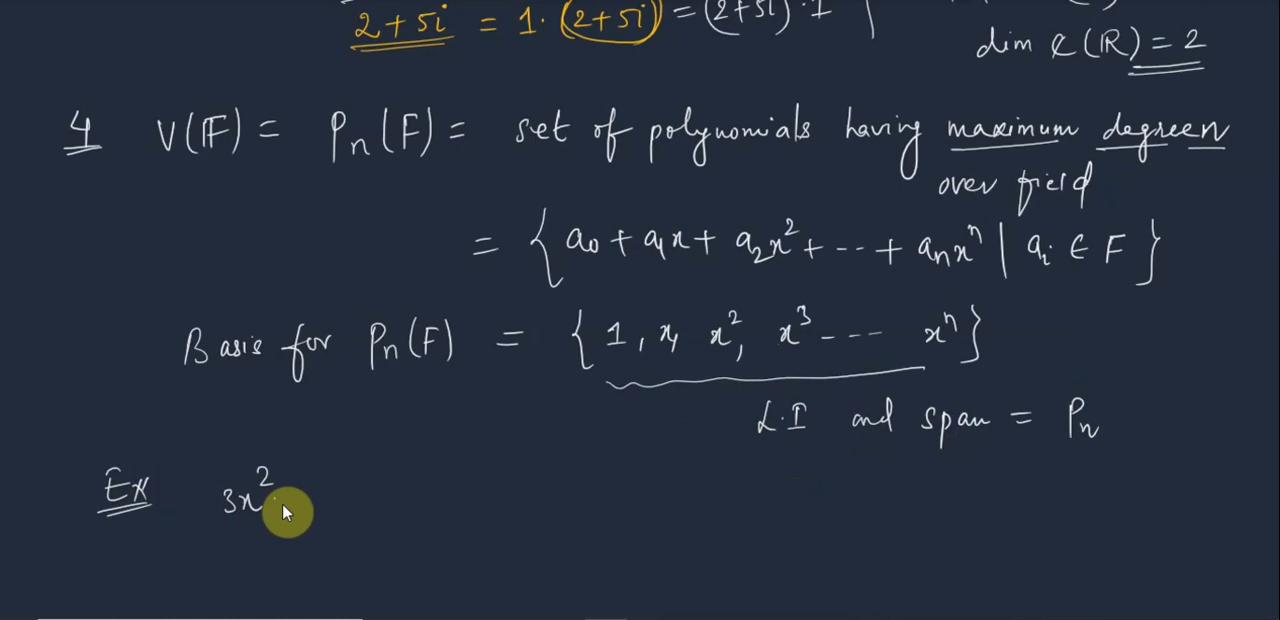 2+5i = 1·(2+5i) = (2+5i)·1
dim ₵(ℝ) = 2
4 V(𝔽) = Pn(F) = set of polynomials having maximum degree n
over field
= { a0 + a1x + a2x² + -- + anxⁿ | ai ∈ F }
Basis for Pn(F) = { 1, x, x², x³ --- xⁿ }
L.I and span = Pn
Ex 3x²